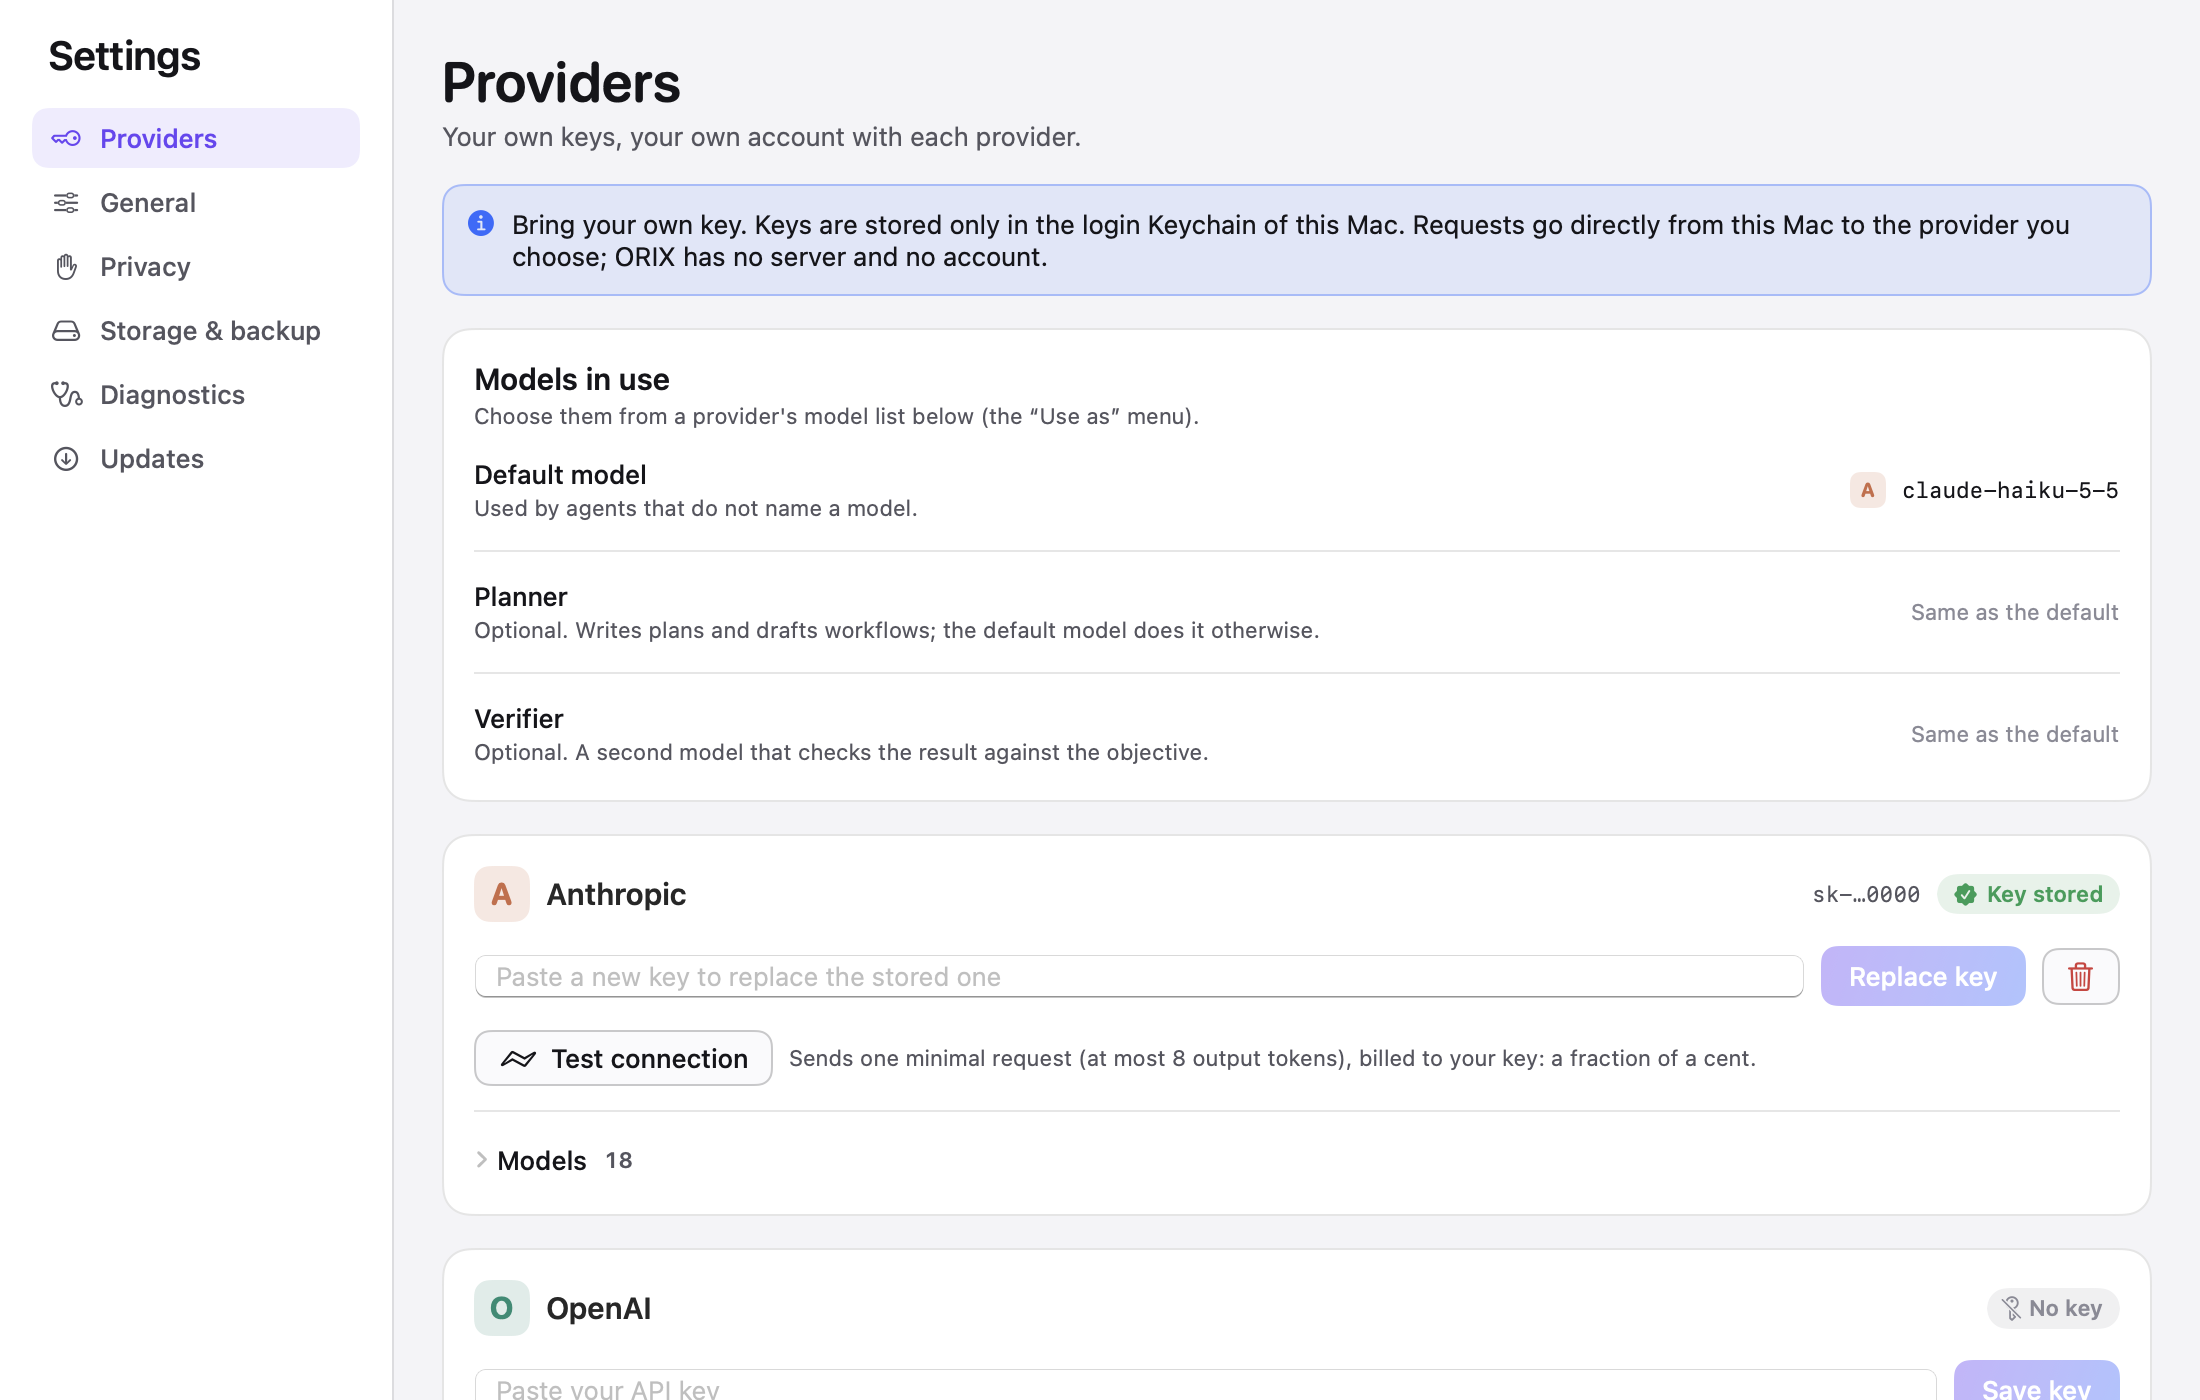 Settings
Providers
General
Privacy
Storage & backup
Diagnostics
Updates
Providers
Your own keys, your own account with each provider.
Bring your own key. Keys are stored only in the login Keychain of this Mac. Requests go directly from this Mac to the provider you
choose; ORIX has no server and no account.
Models in use
Choose them from a provider's model list below (the “Use as” menu).
Default model
Used by agents that do not name a model.
A claude-haiku-5-5
Planner
Optional. Writes plans and drafts workflows; the default model does it otherwise.
Same as the default
Verifier
Optional. A second model that checks the result against the objective.
Same as the default
A Anthropic sk-…0000 Key stored
Paste a new key to replace the stored one Replace key
Test connection Sends one minimal request (at most 8 output tokens), billed to your key: a fraction of a cent.
Models 18
O OpenAI No key
Paste your API key Save key